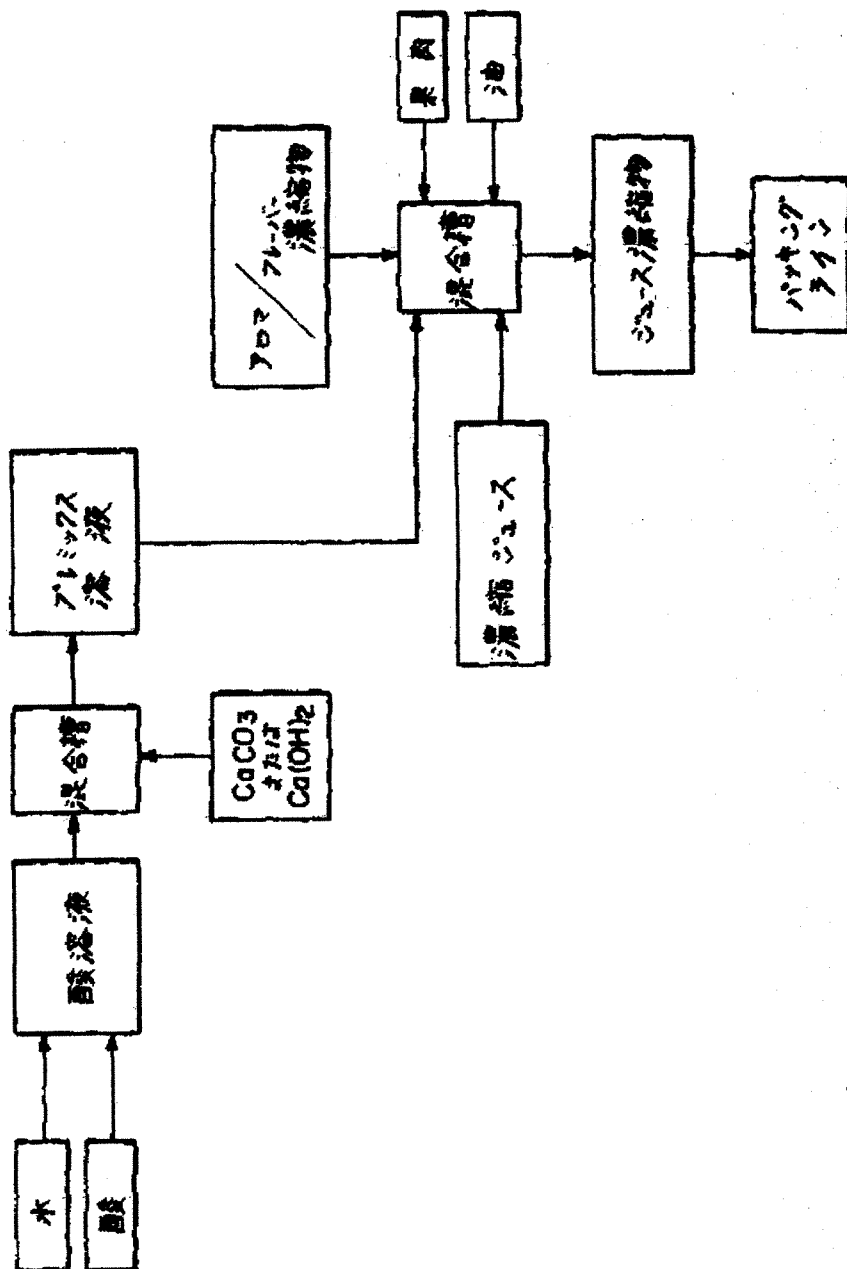 水
酸
酸溶液
混合槽
CaCO3
または
Ca(OH)2
プレミックス
溶液
濃縮ジュース
アロマ/フレーバー
濃縮物
混合槽
果肉
油
ジュース濃縮物
パッキング
ライン